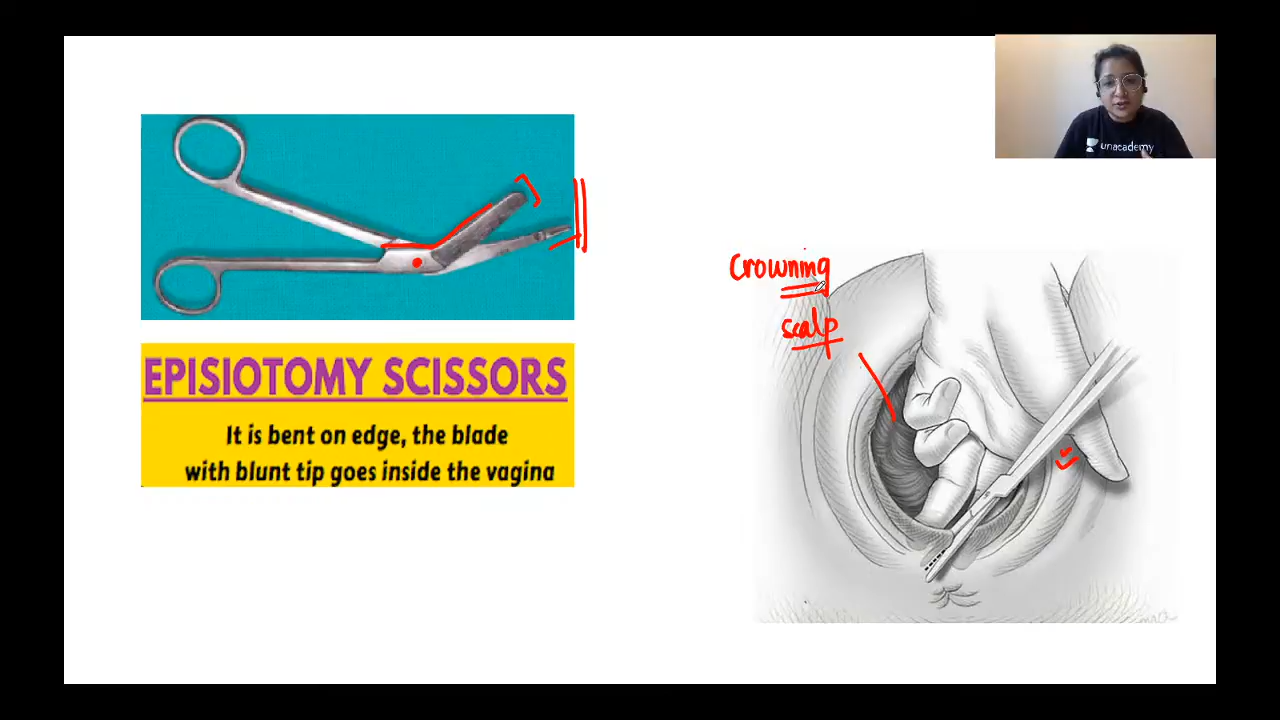 unacademy
Crowning
scalp
EPISIOTOMY SCISSORS
It is bent on edge, the blade
with blunt tip goes inside the vagina